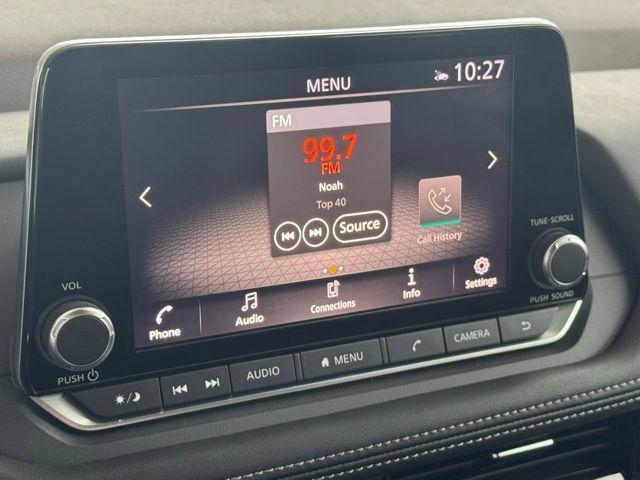 MENU
10:27
FM
99.7
FM
Noah
Top 40
Source
Call History
Phone
Audio
Connections
Info
Settings
VOL
PUSH
TUNE·SCROLL
PUSH SOUND
AUDIO
MENU
CAMERA